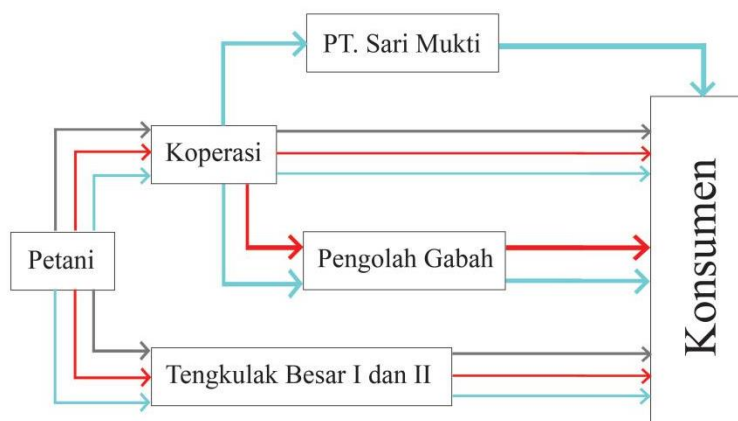 PT. Sari Mukti
Koperasi
Petani
Pengolah Gabah
Tengkulak Besar I dan II
Konsumen